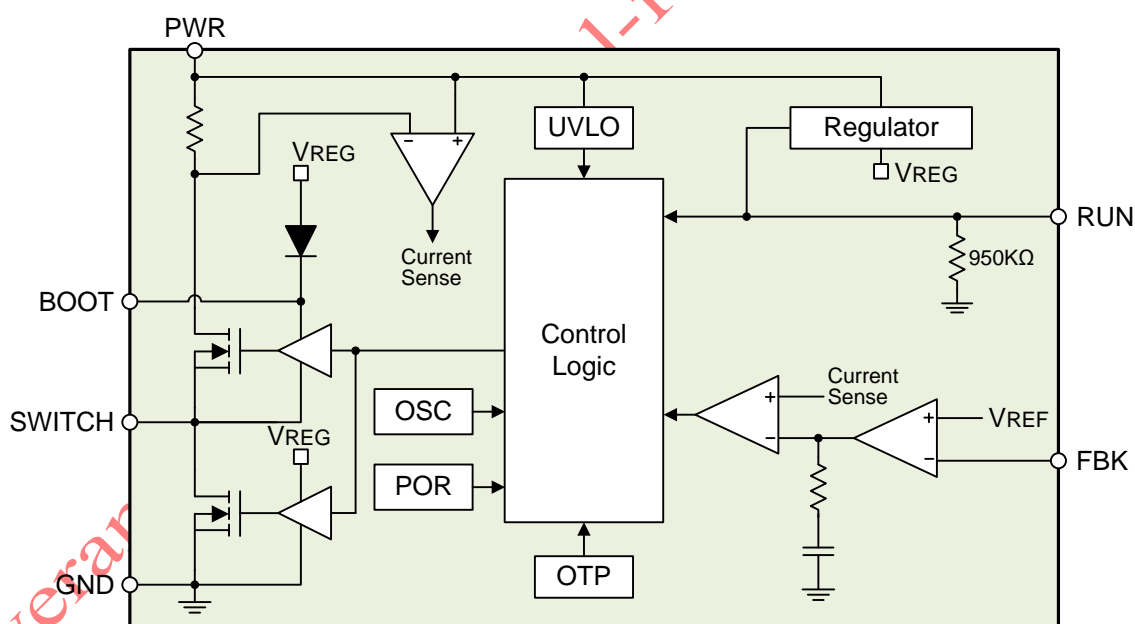 PWR
UVLO
Regulator
VREG
VREG
RUN
Current
Sense
950KΩ
BOOT
Control
Logic
Current
Sense
OSC
SWITCH
VREF
VREG
FBK
POR
GND
OTP